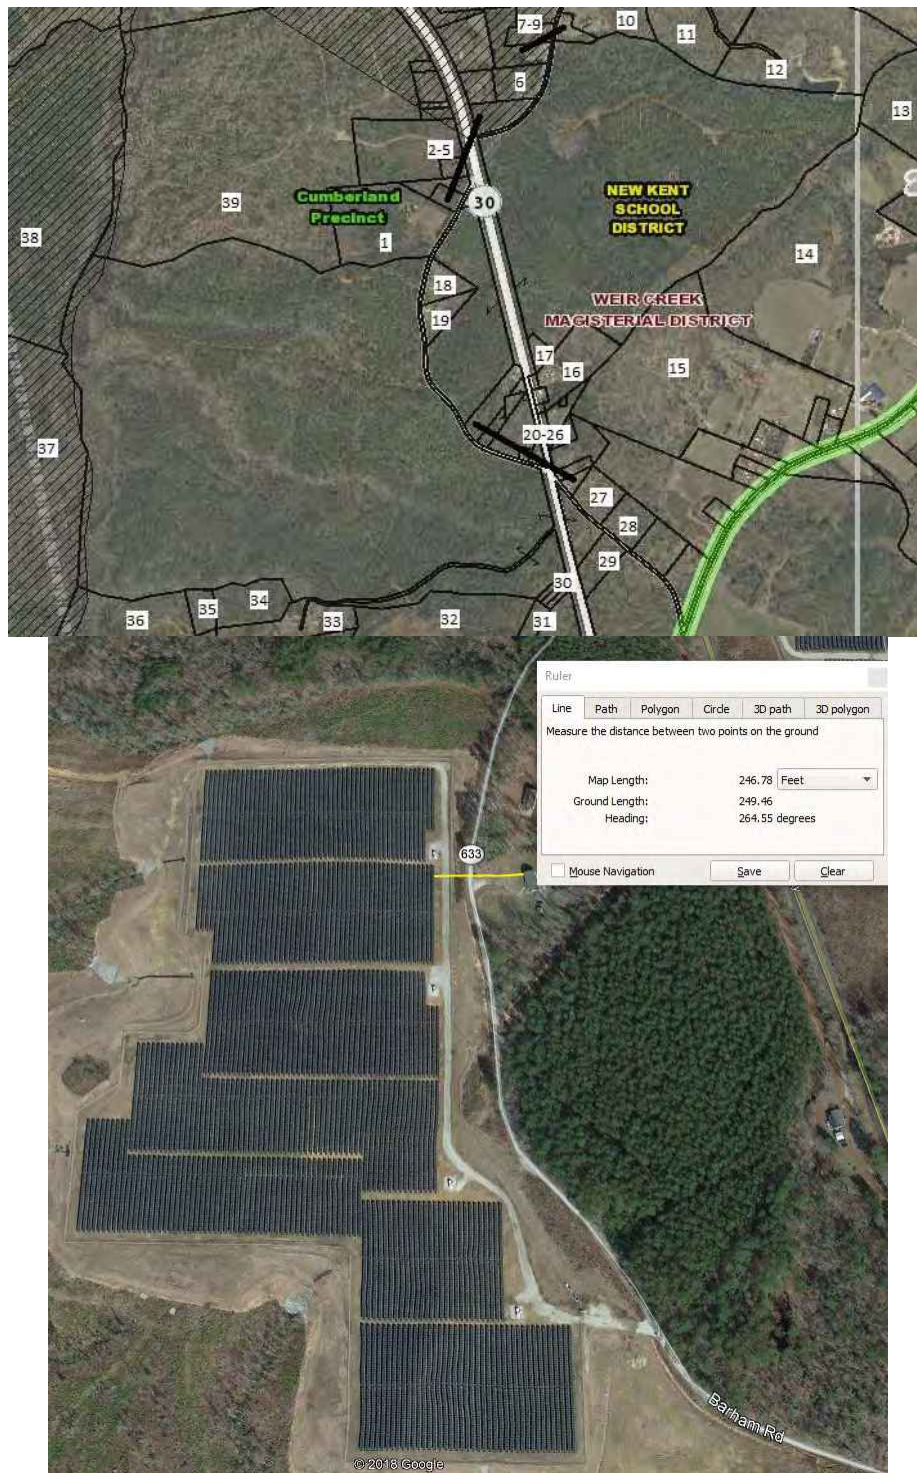 7-9
10
11
12
6
13
2-5
39
Cumberland
Precinct
30
NEW KENT
SCHOOL
DISTRICT
38
1
14
18
WEIR CREEK
MAGISTERIAL DISTRICT
19
17
16
15
20-26
37
27
28
29
30
34
35
36
33
32
31
Ruler
Line Path Polygon Circle 3D path 3D polygon
Measure the distance between two points on the ground
Map Length: 246.78 Feet
Ground Length: 249.46
Heading: 264.55 degrees
Mouse Navigation Save Clear
633
Barham Rd
© 2018 Google